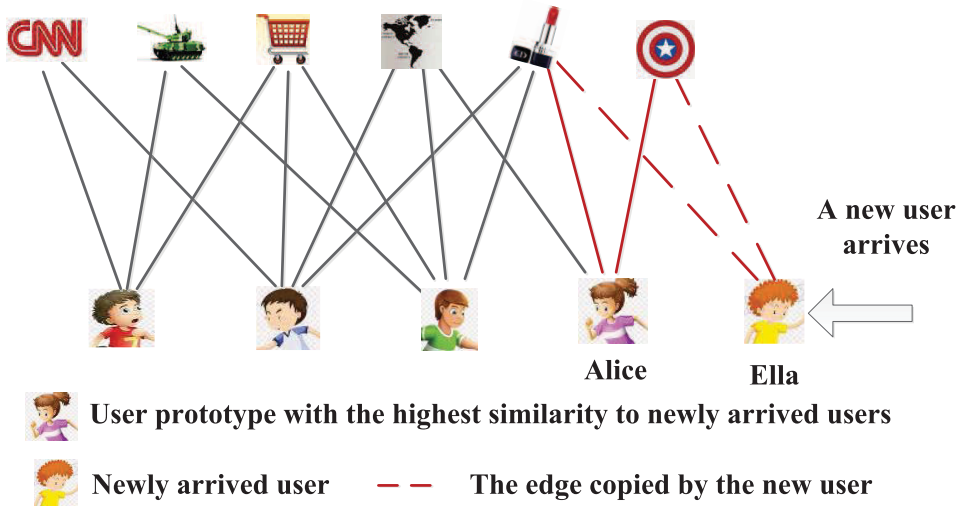 CNN
A new user
arrives
Alice
Ella
User prototype with the highest similarity to newly arrived users
Newly arrived user
The edge copied by the new user